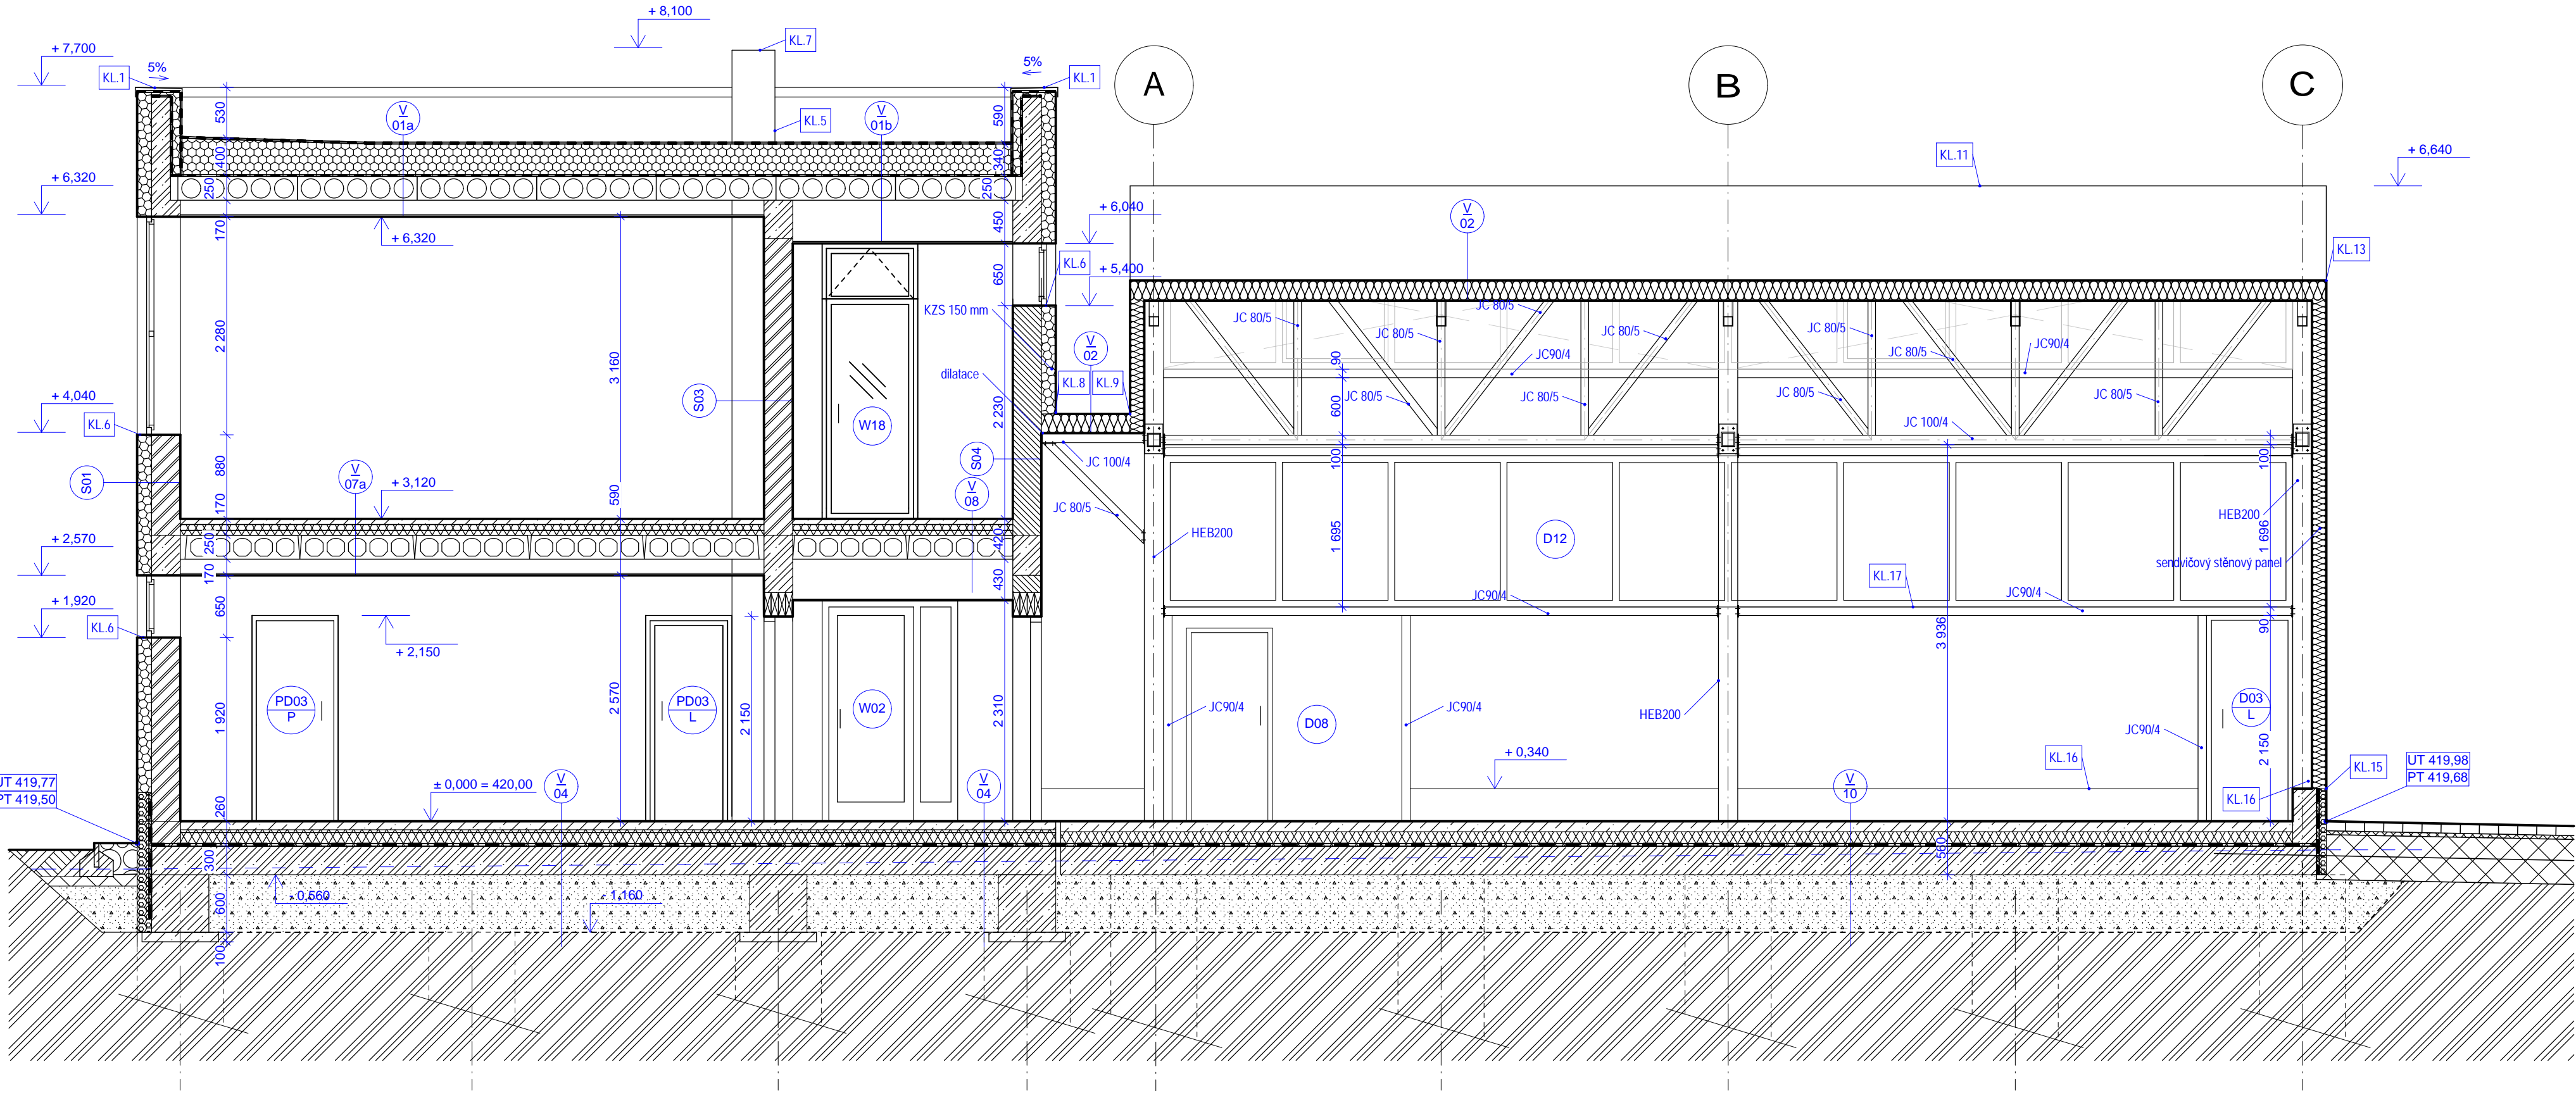 + 8,100
+ 7,700
5%
KL.1
KL.7
5%
KL.1
A
B
C
530
V
01a
KL.5
V
01b
590
400
340
KL.11
+ 6,640
+ 6,320
250
250
170
+ 6,320
450
+ 6,040
V
02
KL.13
650
KL.6
+ 5,400
KZS 150 mm
2 280
3 160
V
02
dilatace
KL.8
KL.9
JC 80/5
JC 80/5
JC 80/5
JC 80/5
JC90/4
90
JC 80/5
JC 80/5
600
JC 80/5
JC 80/5
JC90/4
JC 80/5
JC 80/5
JC 100/4
+ 4,040
KL.6
S03
W18
2 230
S01
880
V
07a
+ 3,120
170
590
S04
V
08
JC 100/4
JC 80/5
100
100
HEB200
HEB200
1 695
D12
1 696
sendvičový stěnový panel
+ 2,570
250
420
170
430
KL.17
JC90/4
JC90/4
+ 1,920
650
KL.6
+ 2,150
90
3 936
PD03
P
PD03
L
W02
1 920
2 570
2 150
2 310
JC90/4
D08
JC90/4
HEB200
D03
L
JC90/4
2 150
+ 0,340
KL.16
KL.15
UT 419,98
PT 419,68
KL.16
UT 419,77
PT 419,50
260
± 0,000 = 420,00
V
04
V
04
V
10
300
560
600
- 0,560
- 1,160
100